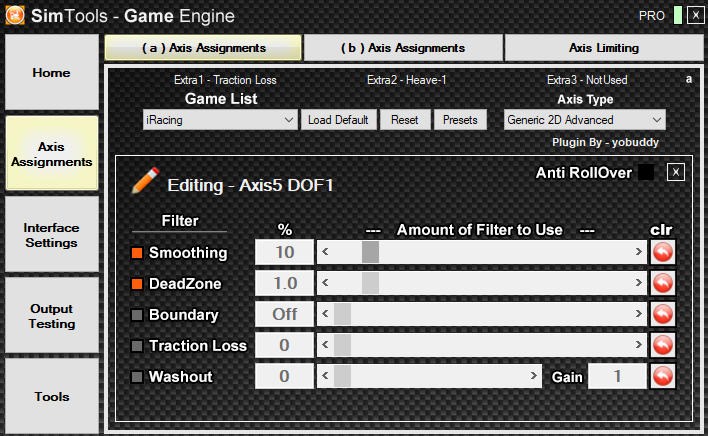 SimTools - Game Engine
PRO
X
Home
Axis Assignments
Interface Settings
Output Testing
Tools
( a ) Axis Assignments
( b ) Axis Assignments
Axis Limiting
Extra1 - Traction Loss
Extra2 - Heave-1
Extra3 - NotUsed
a
Game List
Axis Type
iRacing
Load Default
Reset
Presets
Generic 2D Advanced
Plugin By - yobuddy
Editing - Axis5 DOF1
Anti RollOver
X
Filter
%
--- Amount of Filter to Use ---
clr
Smoothing
10
DeadZone
1.0
Boundary
Off
Traction Loss
0
Washout
0
Gain
1